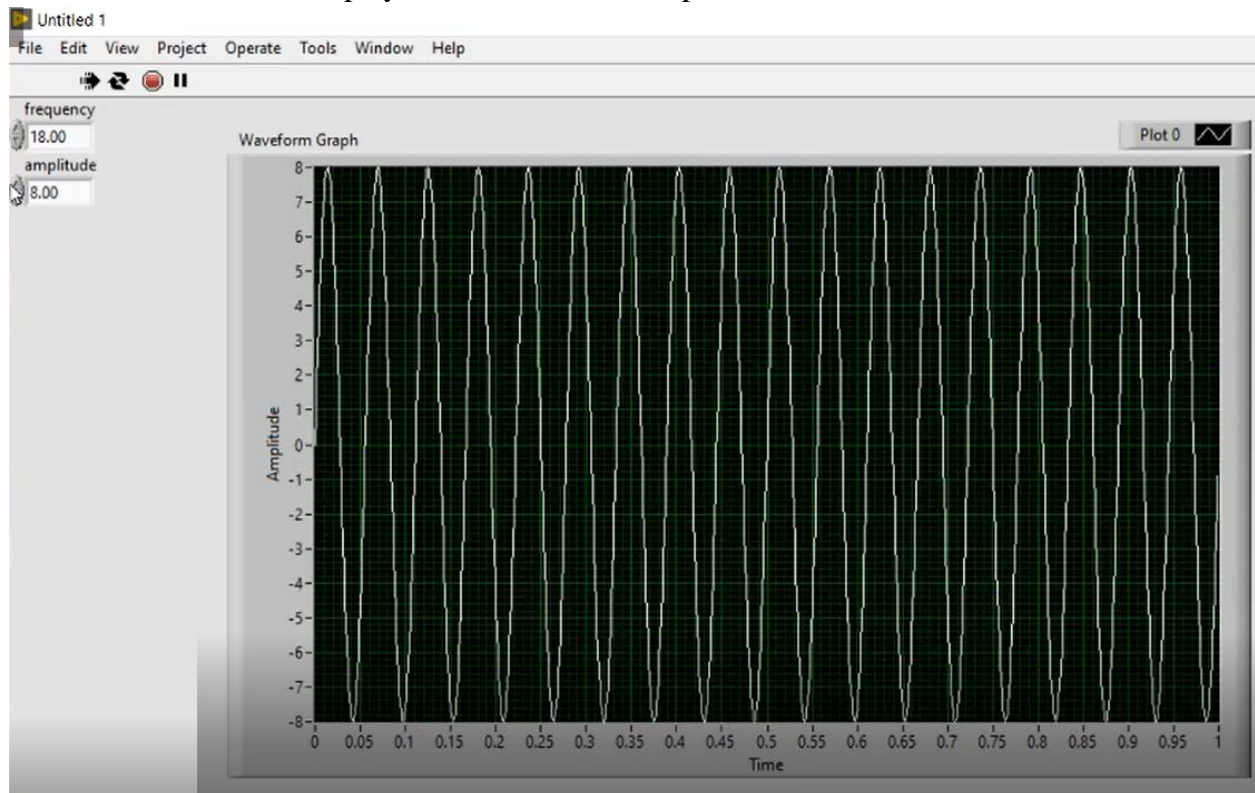 Untitled 1
File Edit View Project Operate Tools Window Help
frequency
18.00
amplitude
8.00
Waveform Graph
Plot 0
8
7
6
5
4
3
2
1
0
-1
-2
-3
-4
-5
-6
-7
-8
Amplitude
0 0.05 0.1 0.15 0.2 0.25 0.3 0.35 0.4 0.45 0.5 0.55 0.6 0.65 0.7 0.75 0.8 0.85 0.9 0.95 1
Time